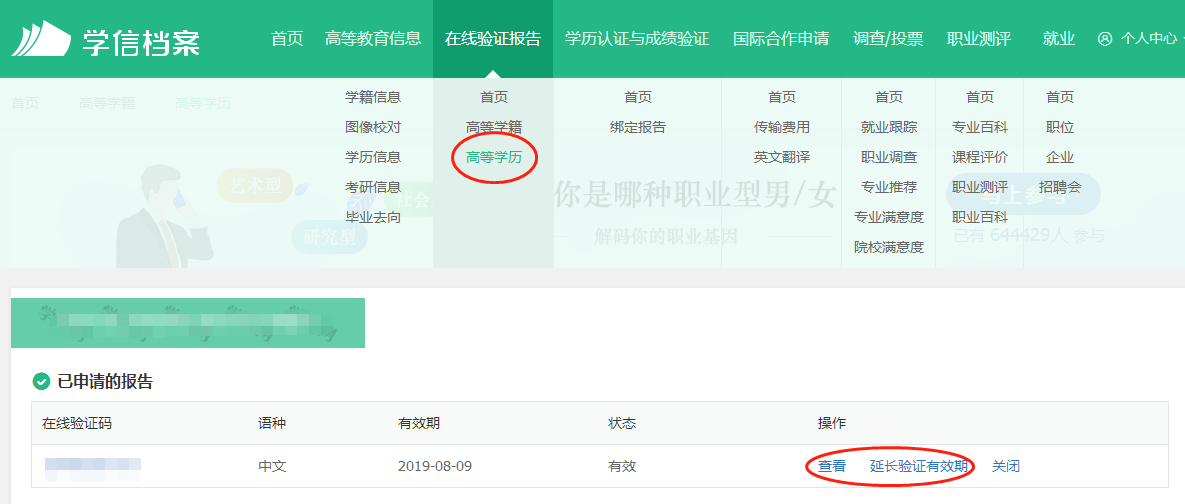 学信档案 首页 高等教育信息 在线验证报告 学历认证与成绩验证 国际合作申请 调查/投票 职业测评 就业 个人中心
首页 高等学籍 高等学历
学籍信息 首页 首页 首页 首页 首页 首页
图像校对 高等学籍 绑定报告 传输费用 就业跟踪 专业百科 职位
学历信息 高等学历 英文翻译 职业调查 课程评价 企业
考研信息 专业推荐 职业测评 招聘会
毕业去向 专业满意度 职业百科
院校满意度
艺术型 社会
研究型
你是哪种职业型男/女
解码你的职业基因
马上参与
已有 644429人 参与
已申请的报告
在线验证码 语种 有效期 状态 操作
中文 2019-08-09 有效 查看 延长验证有效期 关闭